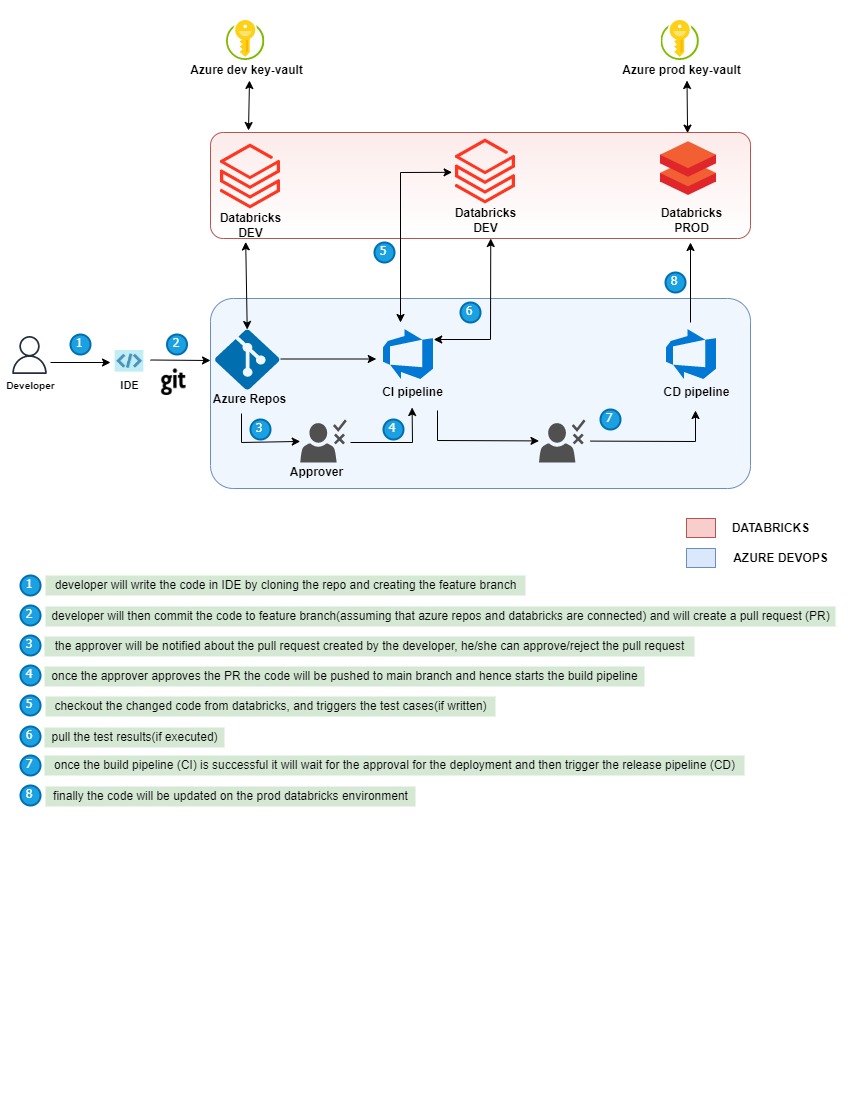 Azure dev key-vault
Azure prod key-vault
Databricks
DEV
Databricks
DEV
Databricks
PROD
5
6
8
1
2
Developer
IDE
git
Azure Repos
CI pipeline
CD pipeline
3
4
7
Approver
DATABRICKS
AZURE DEVOPS
1 developer will write the code in IDE by cloning the repo and creating the feature branch
2 developer will then commit the code to feature branch(assuming that azure repos and databricks are connected) and will create a pull request (PR)
3 the approver will be notified about the pull request created by the developer, he/she can approve/reject the pull request
4 once the approver approves the PR the code will be pushed to main branch and hence starts the build pipeline
5 checkout the changed code from databricks, and triggers the test cases(if written)
6 pull the test results(if executed)
7 once the build pipeline (CI) is successful it will wait for the approval for the deployment and then trigger the release pipeline (CD)
8 finally the code will be updated on the prod databricks environment